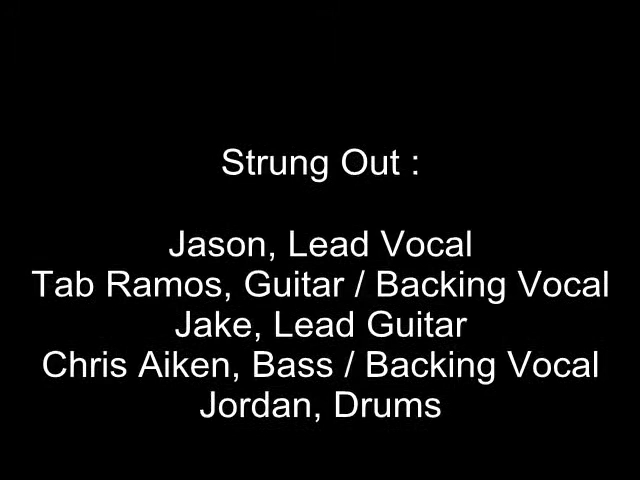 Strung Out :
Jason, Lead Vocal
Tab Ramos, Guitar / Backing Vocal
Jake, Lead Guitar
Chris Aiken, Bass / Backing Vocal
Jordan, Drums